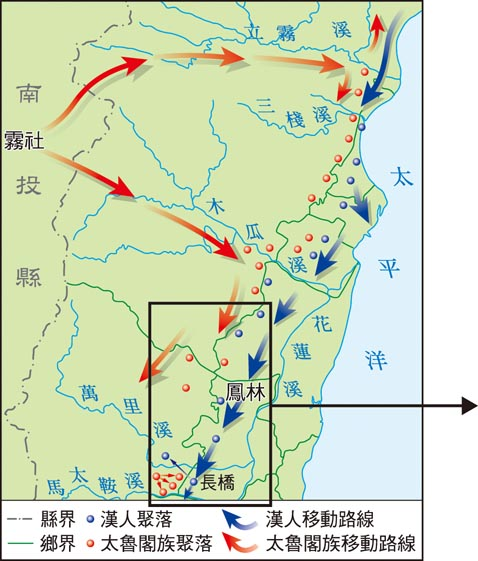 立霧溪
三棧溪
南投縣
霧社
太平洋
木瓜溪
花蓮溪
鳳林
萬里溪
長橋
馬太鞍溪
縣界
漢人聚落
漢人移動路線
鄉界
太魯閣族聚落
太魯閣族移動路線